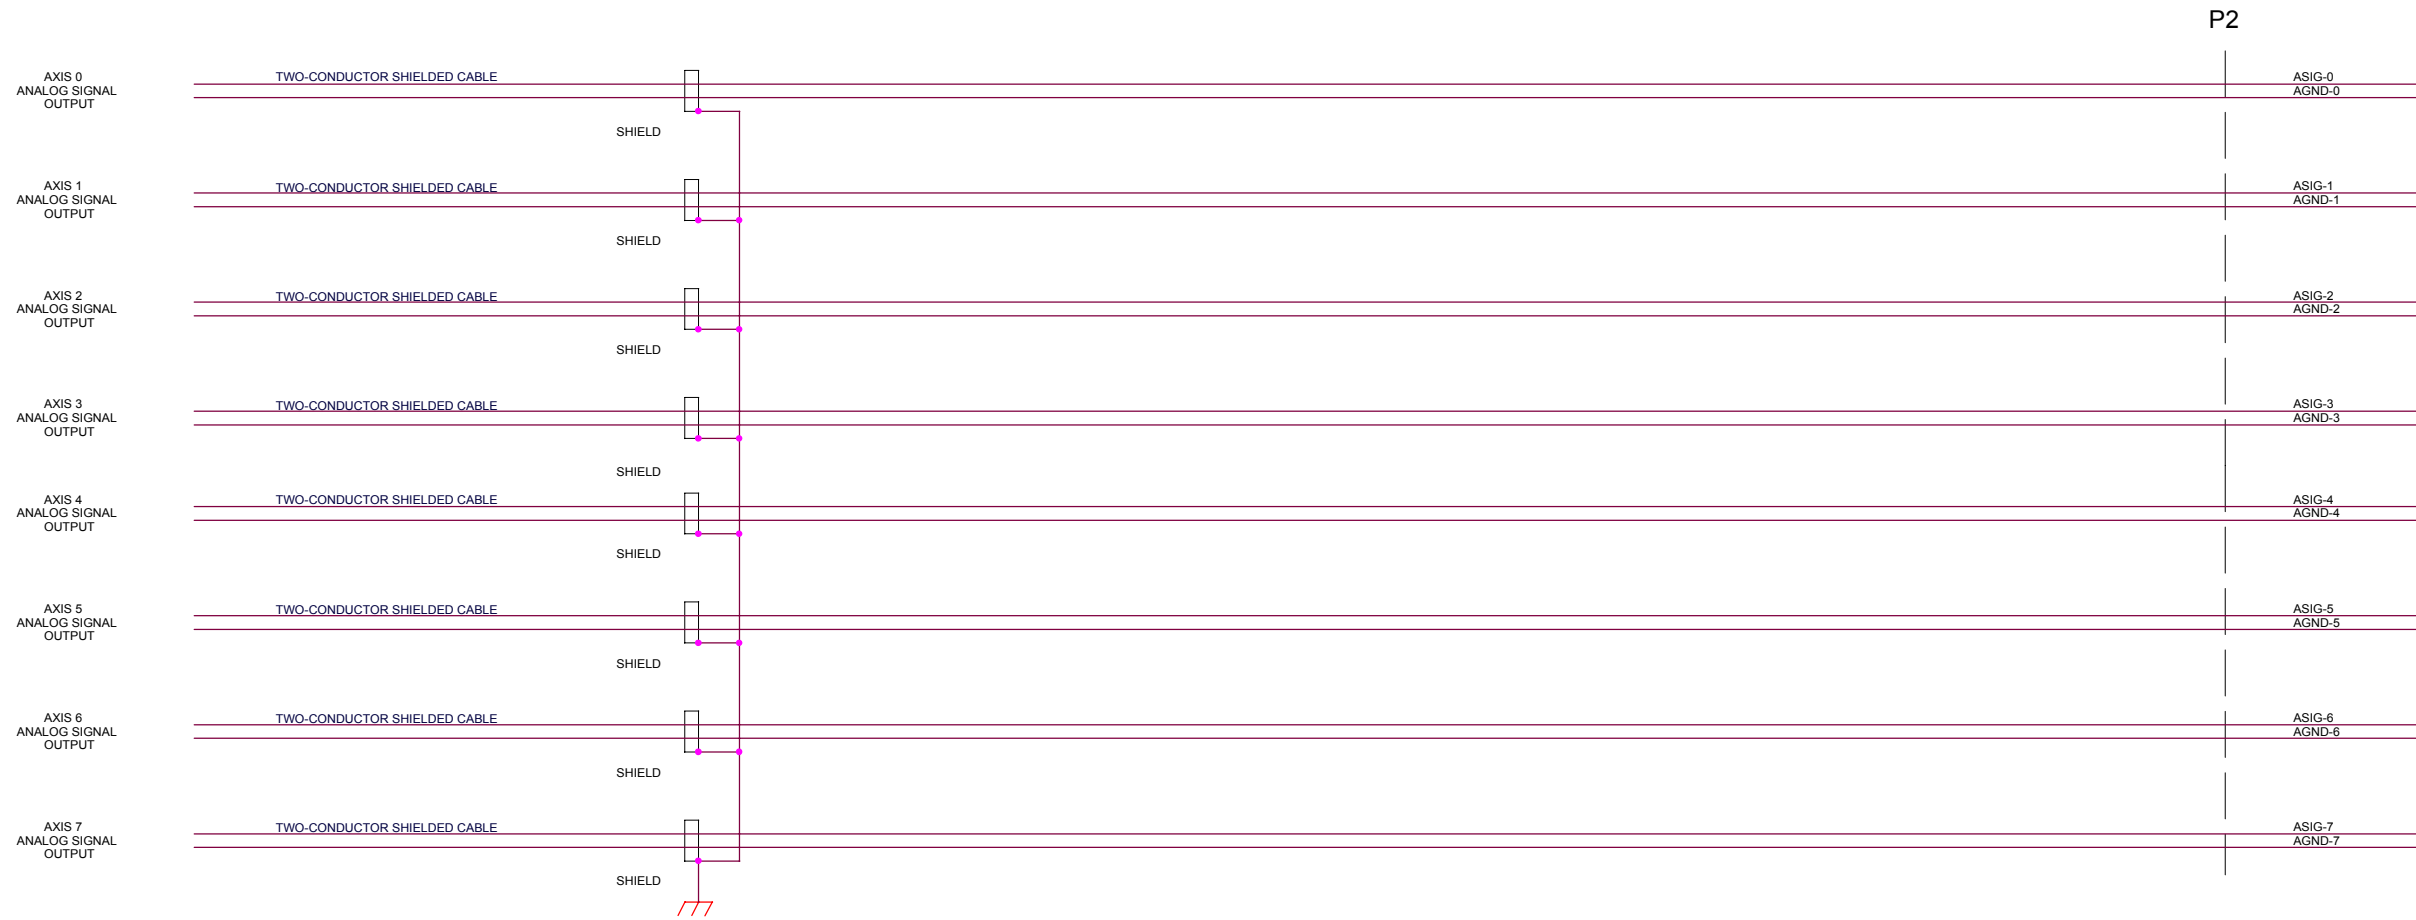 P2
AXIS 0
ANALOG SIGNAL
OUTPUT
TWO-CONDUCTOR SHIELDED CABLE
SHIELD
ASIG-0
AGND-0
AXIS 1
ANALOG SIGNAL
OUTPUT
TWO-CONDUCTOR SHIELDED CABLE
SHIELD
ASIG-1
AGND-1
AXIS 2
ANALOG SIGNAL
OUTPUT
TWO-CONDUCTOR SHIELDED CABLE
SHIELD
ASIG-2
AGND-2
AXIS 3
ANALOG SIGNAL
OUTPUT
TWO-CONDUCTOR SHIELDED CABLE
SHIELD
ASIG-3
AGND-3
AXIS 4
ANALOG SIGNAL
OUTPUT
TWO-CONDUCTOR SHIELDED CABLE
SHIELD
ASIG-4
AGND-4
AXIS 5
ANALOG SIGNAL
OUTPUT
TWO-CONDUCTOR SHIELDED CABLE
SHIELD
ASIG-5
AGND-5
AXIS 6
ANALOG SIGNAL
OUTPUT
TWO-CONDUCTOR SHIELDED CABLE
SHIELD
ASIG-6
AGND-6
AXIS 7
ANALOG SIGNAL
OUTPUT
TWO-CONDUCTOR SHIELDED CABLE
SHIELD
ASIG-7
AGND-7